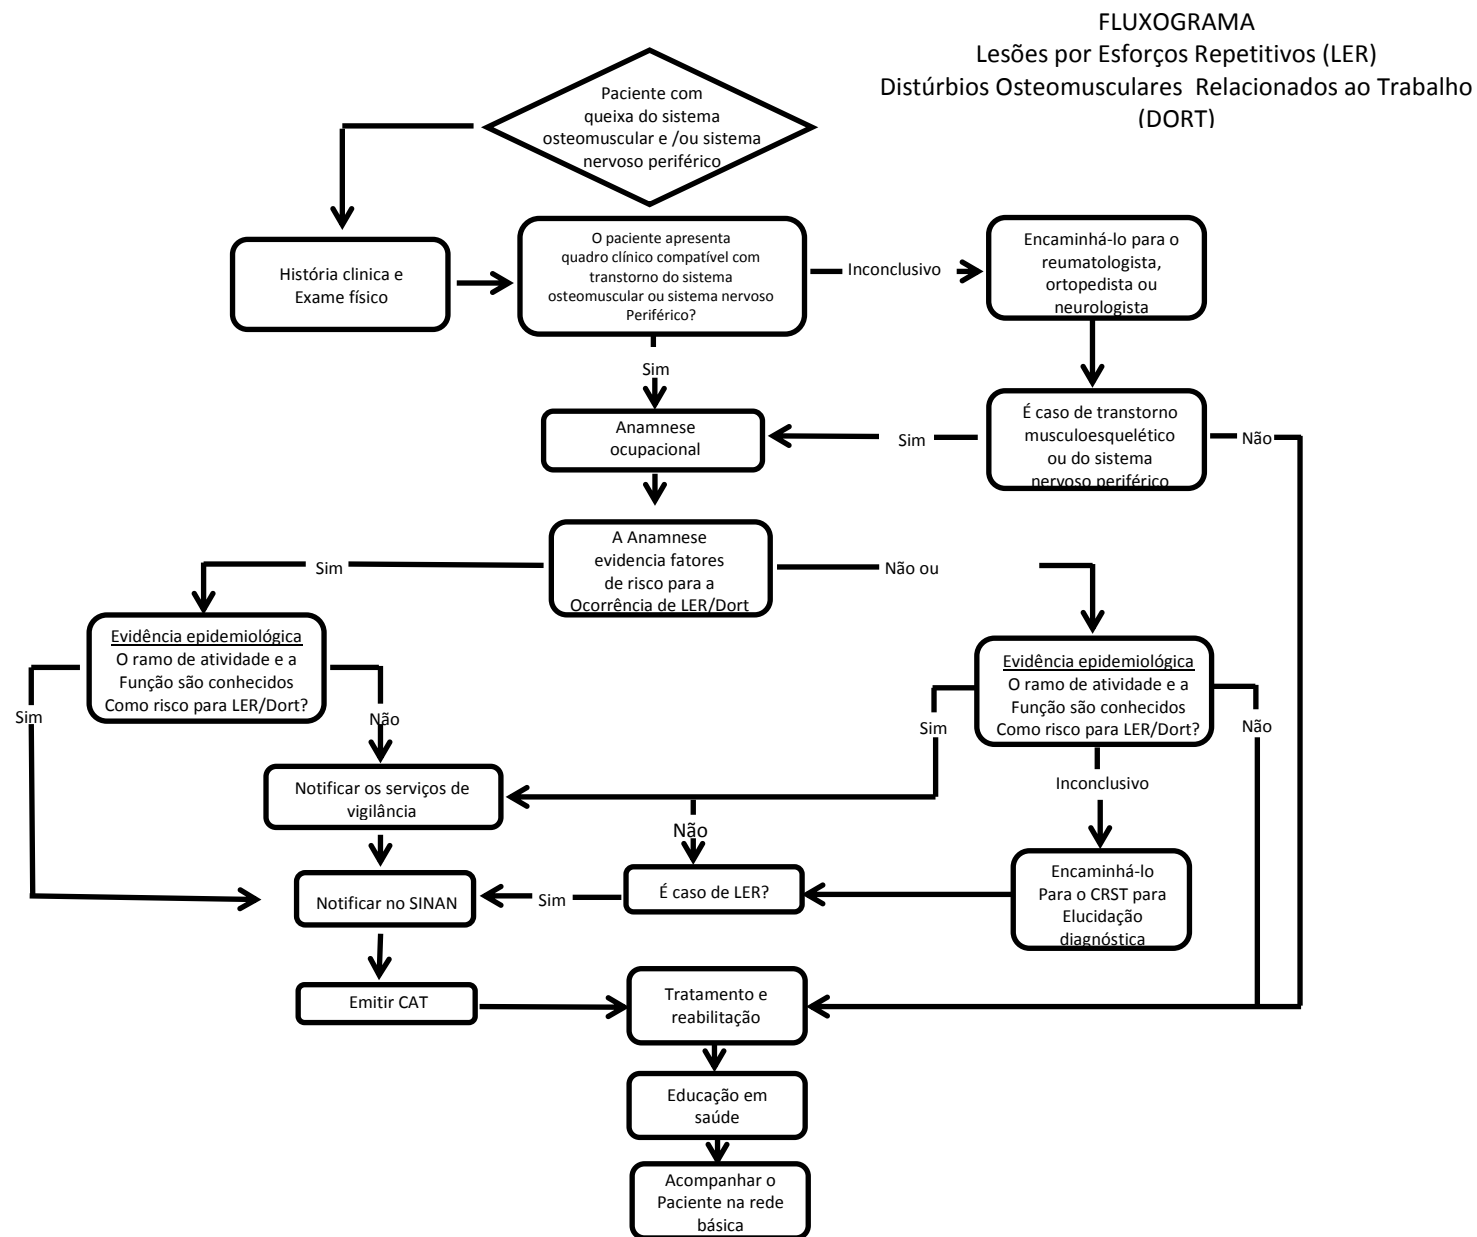 FLUXOGRAMA
Lesões por Esforços Repetitivos (LER)
Distúrbios Osteomusculares Relacionados ao Trabalho
(DORT)
Paciente com
queixa do sistema
osteomuscular e /ou sistema
nervoso periférico
História clinica e
Exame físico
O paciente apresenta
quadro clínico compatível com
transtorno do sistema
osteomuscular ou sistema nervoso
Periférico?
Inconclusivo
Encaminhá-lo para o
reumatologista,
ortopedista ou
neurologista
Sim
Anamnese
ocupacional
Sim
É caso de transtorno
musculoesquelético
ou do sistema
nervoso periférico
Não
A Anamnese
evidencia fatores
de risco para a
Ocorrência de LER/Dort
Sim
Não ou
Evidência epidemiológica
O ramo de atividade e a
Função são conhecidos
Como risco para LER/Dort?
Sim
Não
Evidência epidemiológica
O ramo de atividade e a
Função são conhecidos
Como risco para LER/Dort?
Sim
Não
Inconclusivo
Notificar os serviços de
vigilância
Não
Notificar no SINAN
Sim
É caso de LER?
Encaminhá-lo
Para o CRST para
Elucidação
diagnóstica
Emitir CAT
Tratamento e
reabilitação
Educação em
saúde
Acompanhar o
Paciente na rede
básica